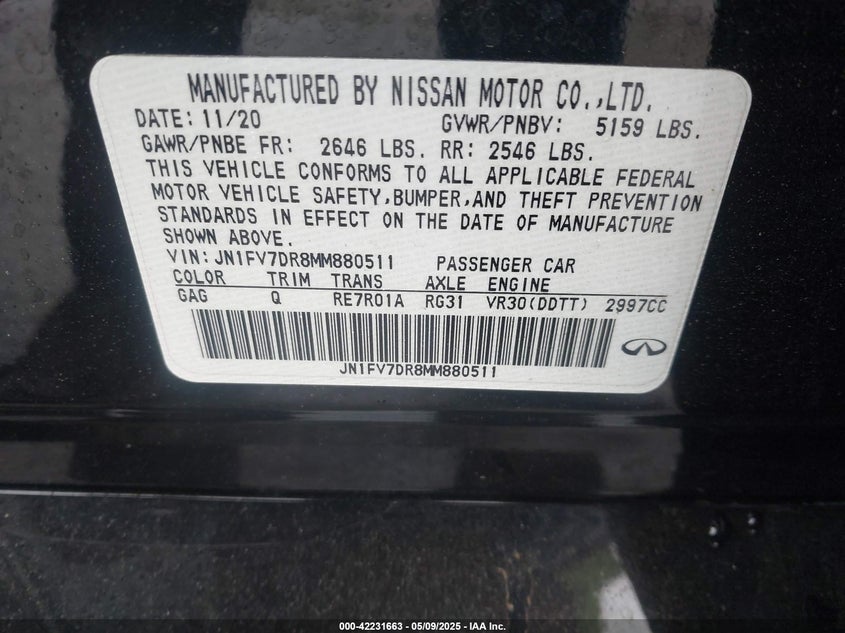 MANUFACTURED BY NISSAN MOTOR CO.,LTD.
DATE: 11/20 GVWR/PNBV: 5159 LBS.
GAWR/PNBE FR: 2646 LBS. RR: 2546 LBS.
THIS VEHICLE CONFORMS TO ALL APPLICABLE FEDERAL
MOTOR VEHICLE SAFETY,BUMPER,AND THEFT PREVENTION
STANDARDS IN EFFECT ON THE DATE OF MANUFACTURE
SHOWN ABOVE.
VIN: JN1FV7DR8MM880511 PASSENGER CAR
COLOR TRIM TRANS AXLE ENGINE
GAG Q RE7R01A RG31 VR30(DDTT) 2997CC
JN1FV7DR8MM880511
000-42231663 - 05/09/2025 - IAA Inc.